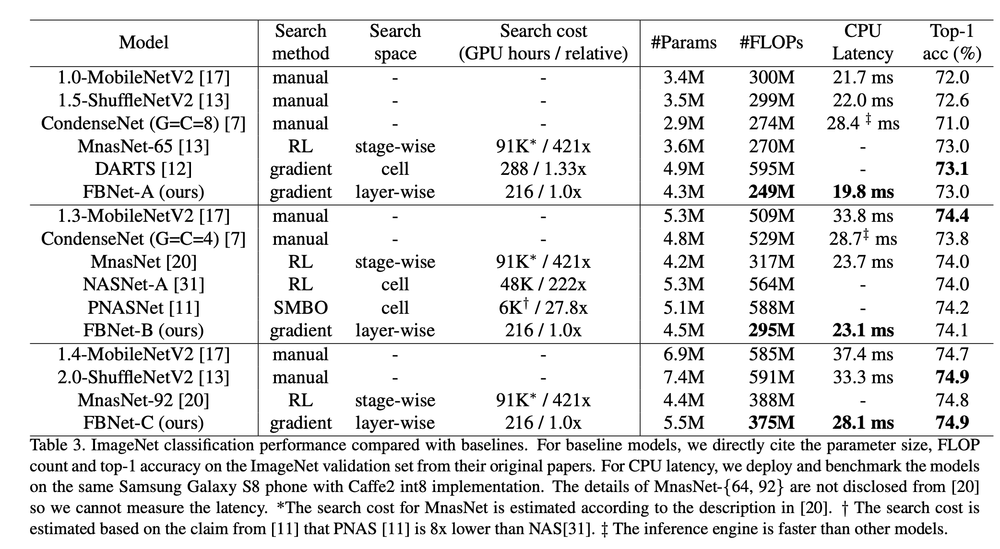 Model Search method Search space Search cost (GPU hours / relative) #Params #FLOPs CPU Latency Top-1 acc (%)
1.0-MobileNetV2 [17] manual - - 3.4M 300M 21.7 ms 72.0
1.5-ShuffleNetV2 [13] manual - - 3.5M 299M 22.0 ms 72.6
CondenseNet (G=C=8) [7] manual - - 2.9M 274M 28.4 ‡ ms 71.0
MnasNet-65 [13] RL stage-wise 91K* / 421x 3.6M 270M - 73.0
DARTS [12] gradient cell 288 / 1.33x 4.9M 595M - 73.1
FBNet-A (ours) gradient layer-wise 216 / 1.0x 4.3M 249M 19.8 ms 73.0
1.3-MobileNetV2 [17] manual - - 5.3M 509M 33.8 ms 74.4
CondenseNet (G=C=4) [7] manual - - 4.8M 529M 28.7‡ ms 73.8
MnasNet [20] RL stage-wise 91K* / 421x 4.2M 317M 23.7 ms 74.0
NASNet-A [31] RL cell 48K / 222x 5.3M 564M - 74.0
PNASNet [11] SMBO cell 6K† / 27.8x 5.1M 588M - 74.2
FBNet-B (ours) gradient layer-wise 216 / 1.0x 4.5M 295M 23.1 ms 74.1
1.4-MobileNetV2 [17] manual - - 6.9M 585M 37.4 ms 74.7
2.0-ShuffleNetV2 [13] manual - - 7.4M 591M 33.3 ms 74.9
MnasNet-92 [20] RL stage-wise 91K* / 421x 4.4M 388M - 74.8
FBNet-C (ours) gradient layer-wise 216 / 1.0x 5.5M 375M 28.1 ms 74.9
Table 3. ImageNet classification performance compared with baselines. For baseline models, we directly cite the parameter size, FLOP
count and top-1 accuracy on the ImageNet validation set from their original papers. For CPU latency, we deploy and benchmark the models
on the same Samsung Galaxy S8 phone with Caffe2 int8 implementation. The details of MnasNet-{64, 92} are not disclosed from [20]
so we cannot measure the latency. *The search cost for MnasNet is estimated according to the description in [20]. † The search cost is
estimated based on the claim from [11] that PNAS [11] is 8x lower than NAS[31]. ‡ The inference engine is faster than other models.